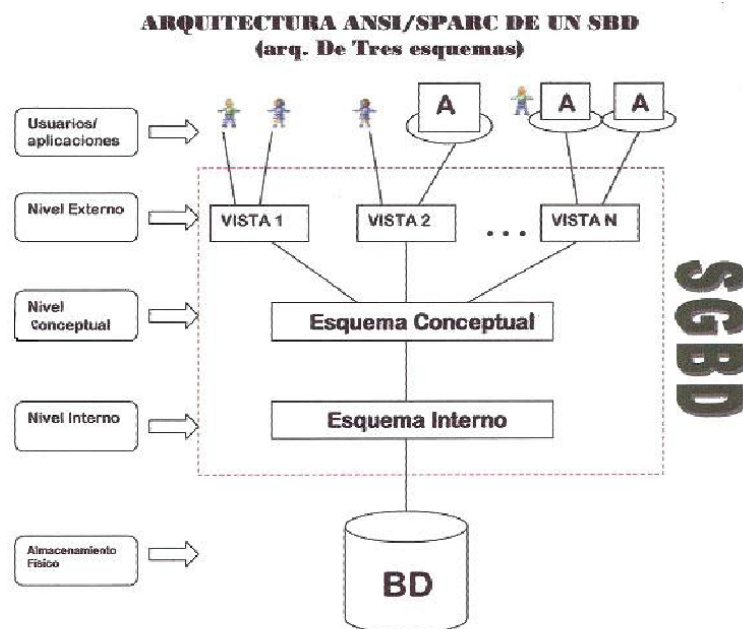 ARQUITECTURA ANSI/SPARC DE UN SBD
(arq. De Tres esquemas)
Usuarios/
aplicaciones
A
A
A
Nivel Externo
VISTA 1
VISTA 2
...
VISTA N
Nivel
Conceptual
Esquema Conceptual
SGBD
Nivel Interno
Esquema Interno
Almacenamiento
Físico
BD